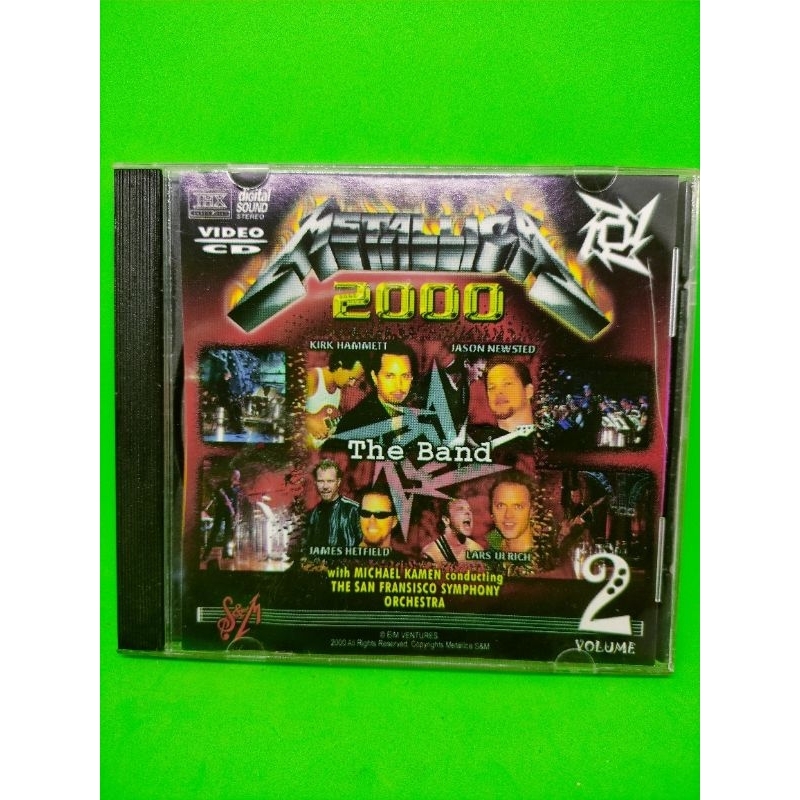 THX
digital
SOUND
STEREO
VIDEO
CD
METALLICA
2000
KIRK HAMMETT
JASON NEWSTED
The Band
JAMES HETFIELD
LARS ULRICH
with MICHAEL KAMEN conducting
THE SAN FRANSISCO SYMPHONY
ORCHESTRA
S&M
2
VOLUME
© EIM VENTURES
2000 All Rights Reserved. Copyrights Metallica S&M